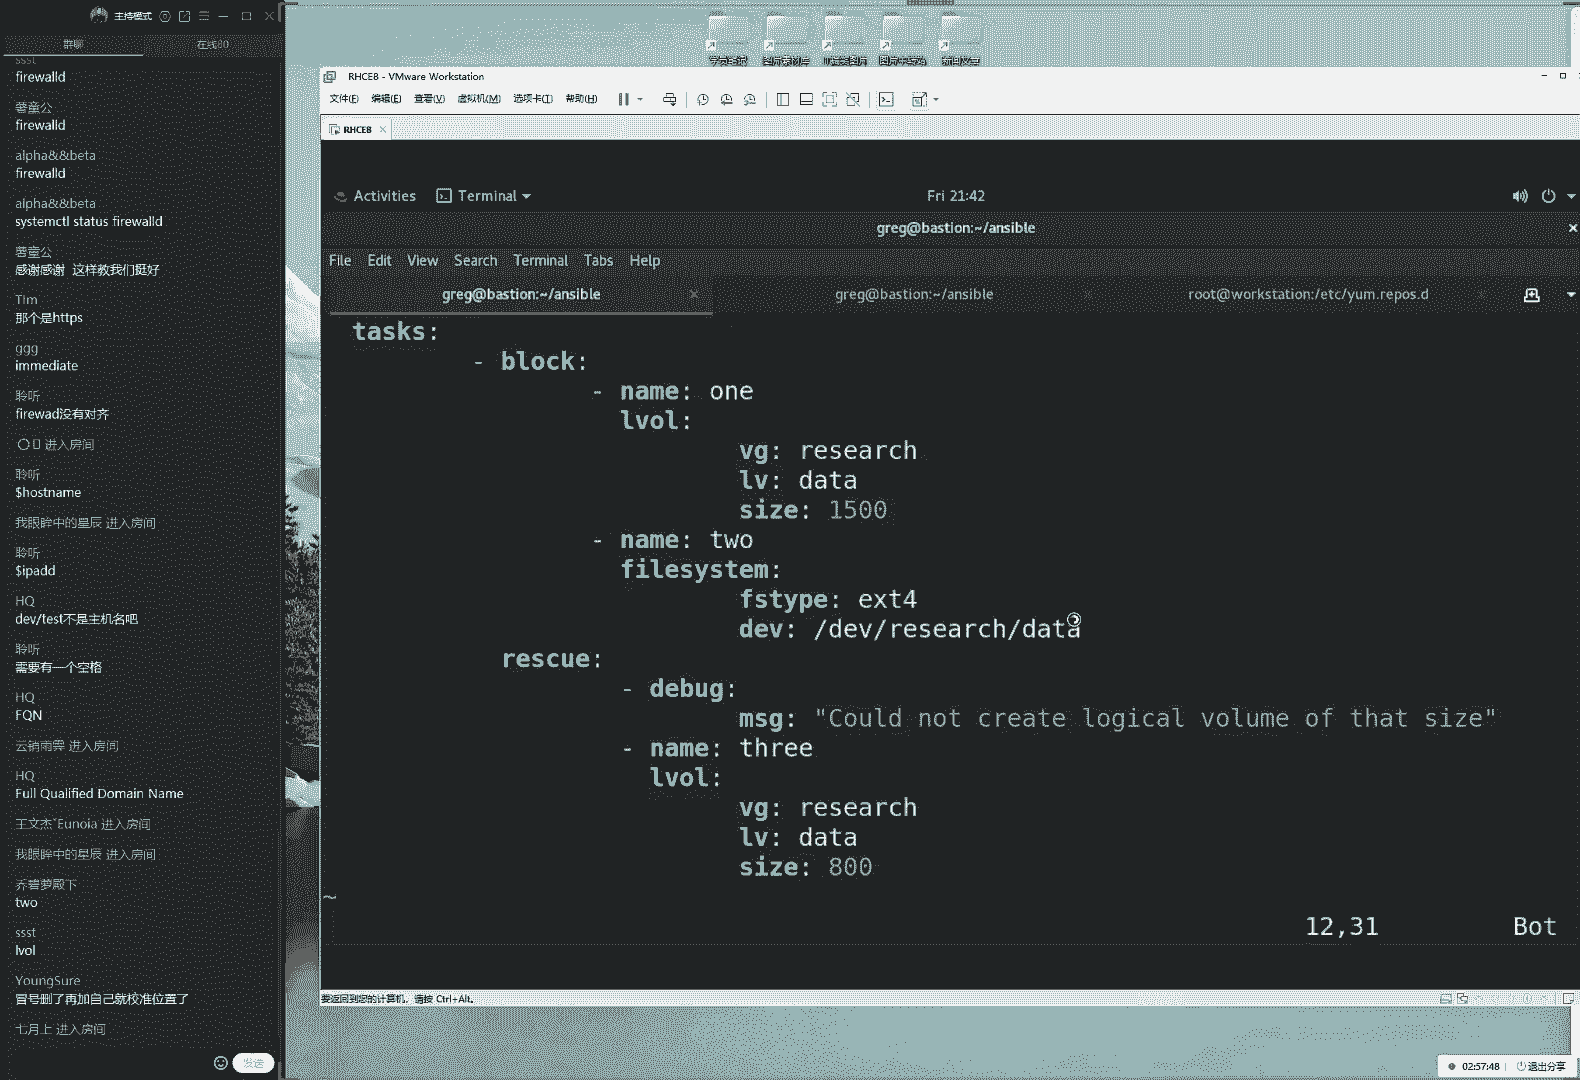 主持模式
群聊
在线80
ssst
firewalld
蓉童公
firewalld
alpha&&beta
firewalld
alpha&&beta
systemctl status firewalld
蓉童公
感谢感谢 这样教我们挺好
TIm
那个是https
ggg
immediate
聆听
firewad没有对齐
进入房间
聆听
$hostname
我眼眸中的星辰 进入房间
聆听
$ipadd
HQ
dev/test不是主机名吧
聆听
需要有一个空格
HQ
FQN
进入房间
HQ
Full Qualified Domain Name
王文杰~Eunoia 进入房间
我眼眸中的星辰 进入房间
乔碧萝殿下
two
ssst
lvol
YoungSure
冒号删了再加自己就校准位置了
七月上 进入房间
发送
RHCE8 - VMware Workstation
文件(F) 编辑(E) 查看(V) 虚拟机(M) 选项卡(T) 帮助(H)
RHCE8
Activities Terminal Fri 21:42
greg@bastion:~/ansible
File Edit View Search Terminal Tabs Help
greg@bastion:~/ansible greg@bastion:~/ansible root@workstation:/etc/yum.repos.d
tasks:
- block:
- name: one
lvol:
vg: research
lv: data
size: 1500
- name: two
filesystem:
fstype: ext4
dev: /dev/research/data
rescue:
- debug:
msg: "Could not create logical volume of that size"
- name: three
lvol:
vg: research
lv: data
size: 800
~
12,31 Bot
要返回到您的计算机，请按 Ctrl+Alt。
02:57:48 退出分享